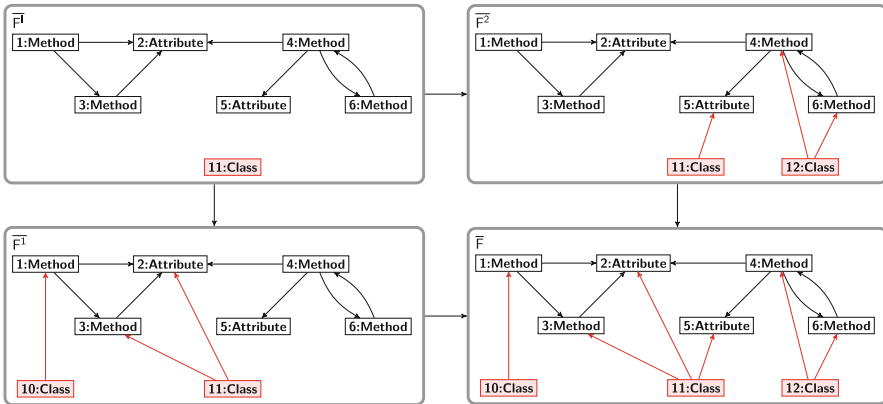 F^I F^2
1:Method 2:Attribute 4:Method 1:Method 2:Attribute 4:Method
3:Method 5:Attribute 6:Method 3:Method 5:Attribute 6:Method
11:Class 11:Class 12:Class
F^1 F
1:Method 2:Attribute 4:Method 1:Method 2:Attribute 4:Method
3:Method 5:Attribute 6:Method 3:Method 5:Attribute 6:Method
10:Class 11:Class 10:Class 11:Class 12:Class